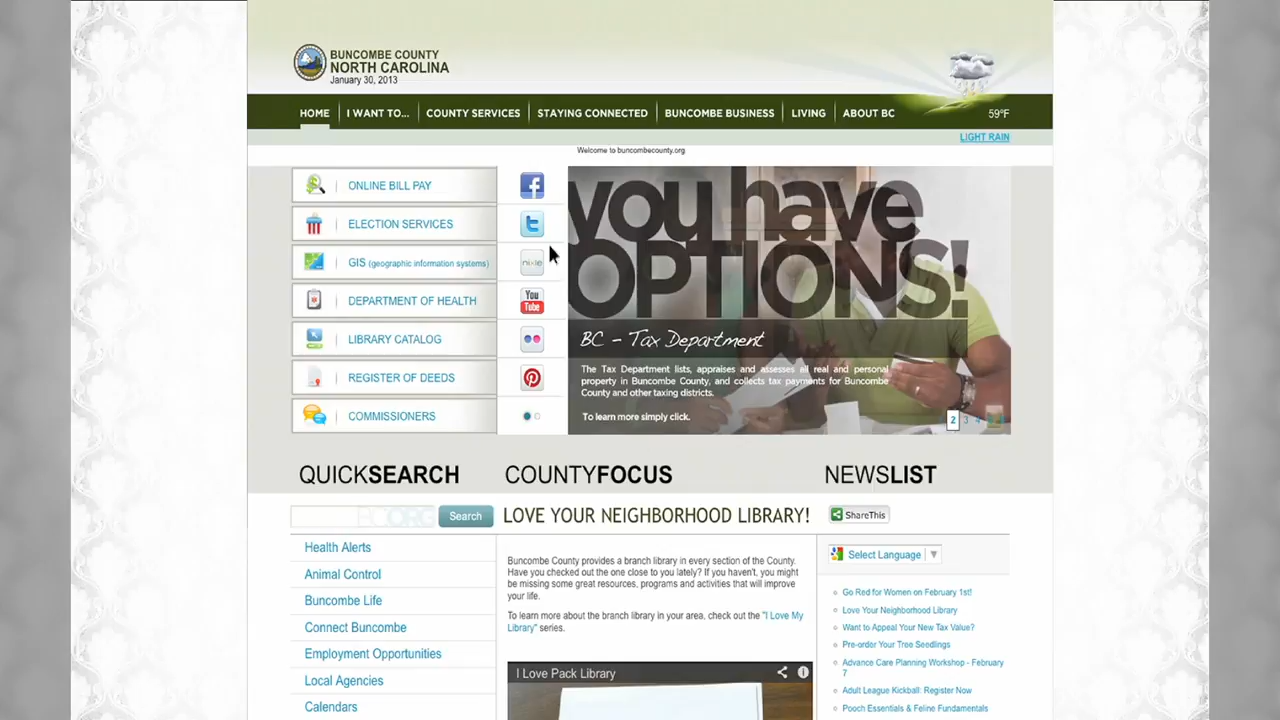 BUNCOMBE COUNTY
NORTH CAROLINA
January 30, 2013
HOME
I WANT TO...
COUNTY SERVICES
STAYING CONNECTED
BUNCOMBE BUSINESS
LIVING
ABOUT BC
59°F
LIGHT RAIN
Welcome to buncombecounty.org
ONLINE BILL PAY
ELECTION SERVICES
GIS (geographic information systems)
DEPARTMENT OF HEALTH
LIBRARY CATALOG
REGISTER OF DEEDS
COMMISSIONERS
nixle
You
Tube
you have
OPTIONS!
BC - Tax Department
The Tax Department lists, appraises and assesses all real and personal
property in Buncombe County, and collects tax payments for Buncombe
County and other taxing districts.
To learn more simply click.
2 3 4
QUICKSEARCH
COUNTYFOCUS
NEWSLIST
.ORG
Search
LOVE YOUR NEIGHBORHOOD LIBRARY!
ShareThis
Health Alerts
Animal Control
Buncombe Life
Connect Buncombe
Employment Opportunities
Local Agencies
Calendars
Buncombe County provides a branch library in every section of the County.
Have you checked out the one close to you lately? If you haven't, you might
be missing some great resources, programs and activities that will improve
your life.
To learn more about the branch library in your area, check out the "I Love My
Library" series.
I Love Pack Library
Select Language
Go Red for Women on February 1st!
Love Your Neighborhood Library
Want to Appeal Your New Tax Value?
Pre-order Your Tree Seedlings
Advance Care Planning Workshop - February
7
Adult League Kickball: Register Now
Pooch Essentials & Feline Fundamentals